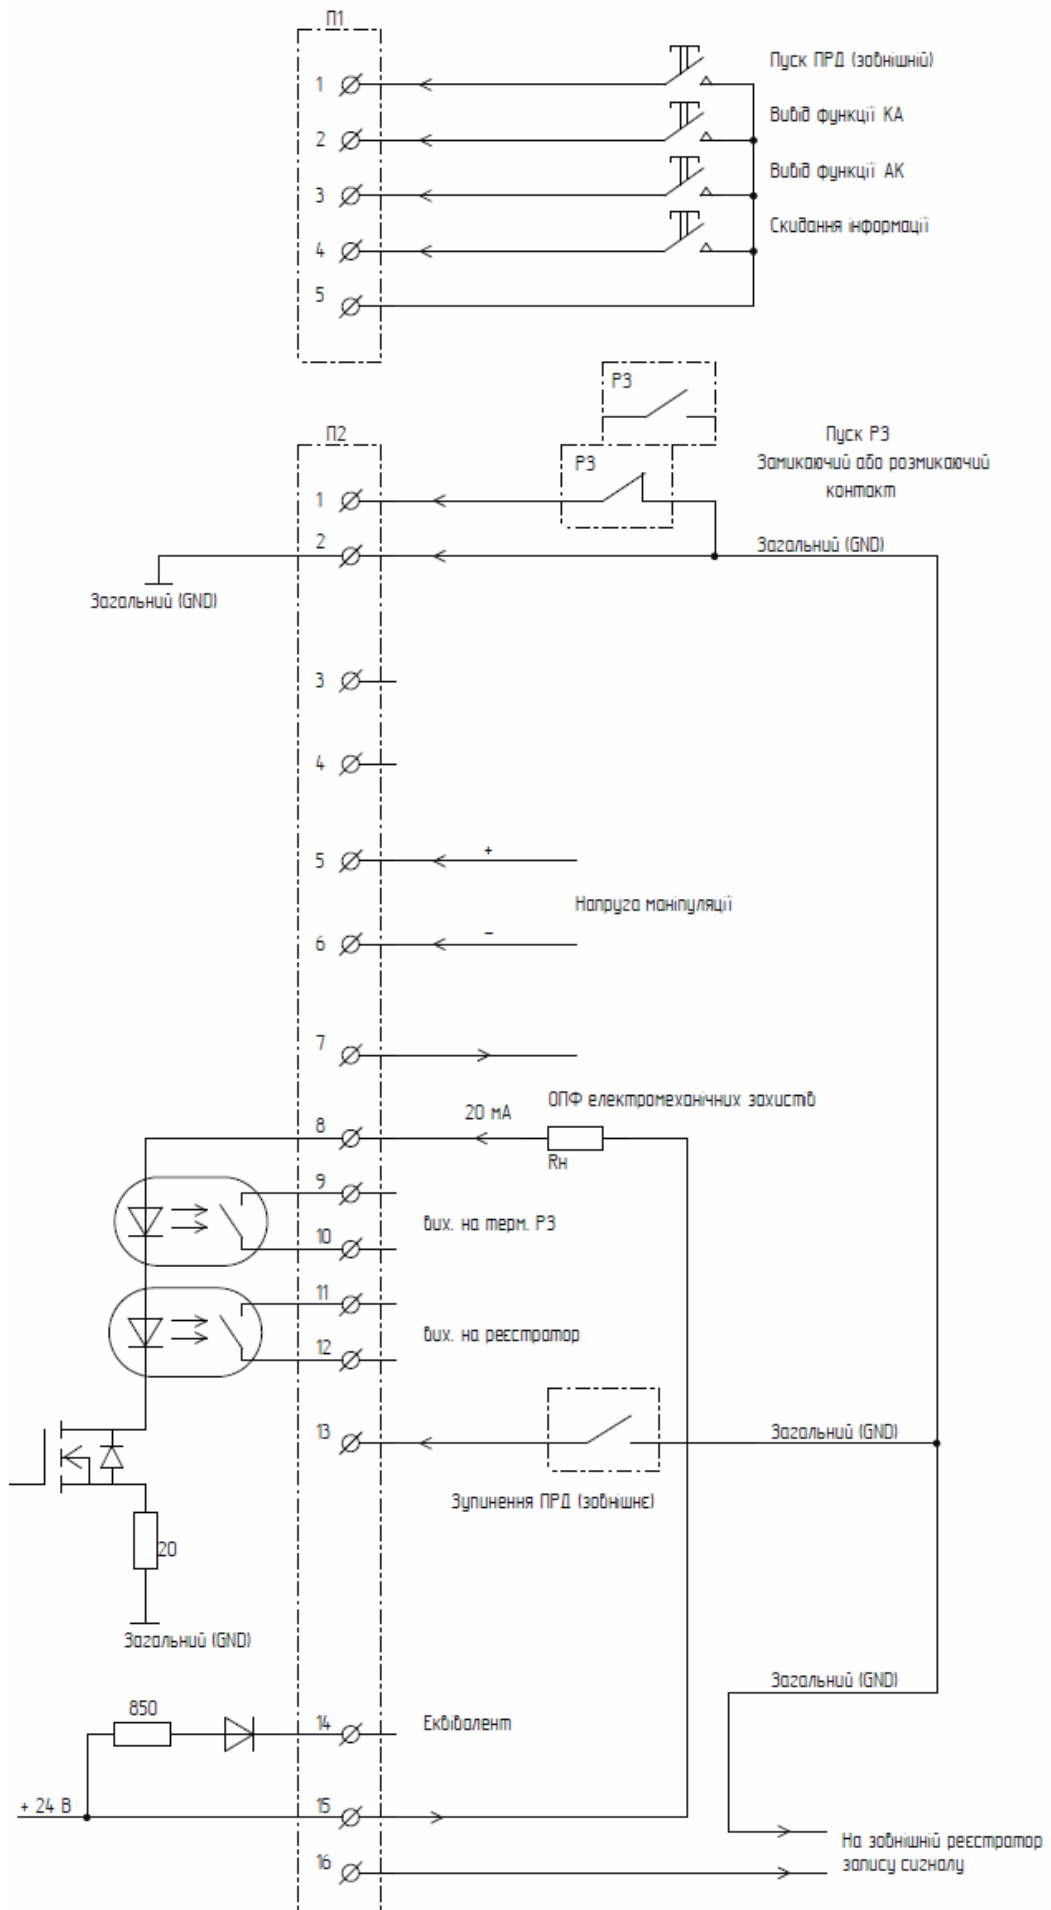 П1
1
Пуск ПРД (зовнішній)
2
Вивід функції КА
3
Вивід функції АК
4
Скидання інформації
5
РЗ
П2
РЗ
Пуск РЗ
Замикаючий або розмикаючий
контакт
1
2
Загальний (GND)
Загальний (GND)
3
4
5
+
Напруга маніпуляції
6
−
7
ОПФ електромеханічних захистів
20 мА
8
Rн
9
вих. на терм. РЗ
10
11
вих. на реєстратор
12
13
Загальний (GND)
Зупинення ПРД (зовнішнє)
20
Загальний (GND)
Загальний (GND)
850
14
Еквівалент
+ 24 В
15
На зовнішній реєстратор
запису сигналу
16